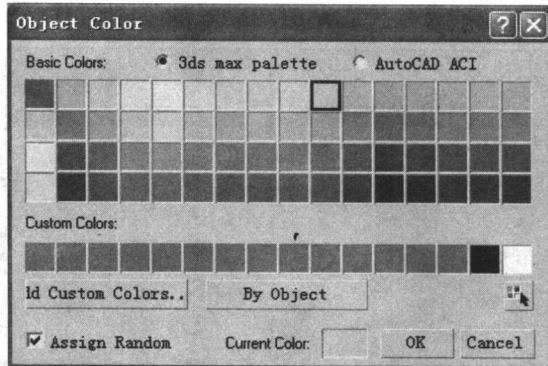 Object Color
Basic Colors: 3ds max palette AutoCAD ACI
Custom Colors:
ld Custom Colors..
By Object
Assign Random Current Color: OK Cancel